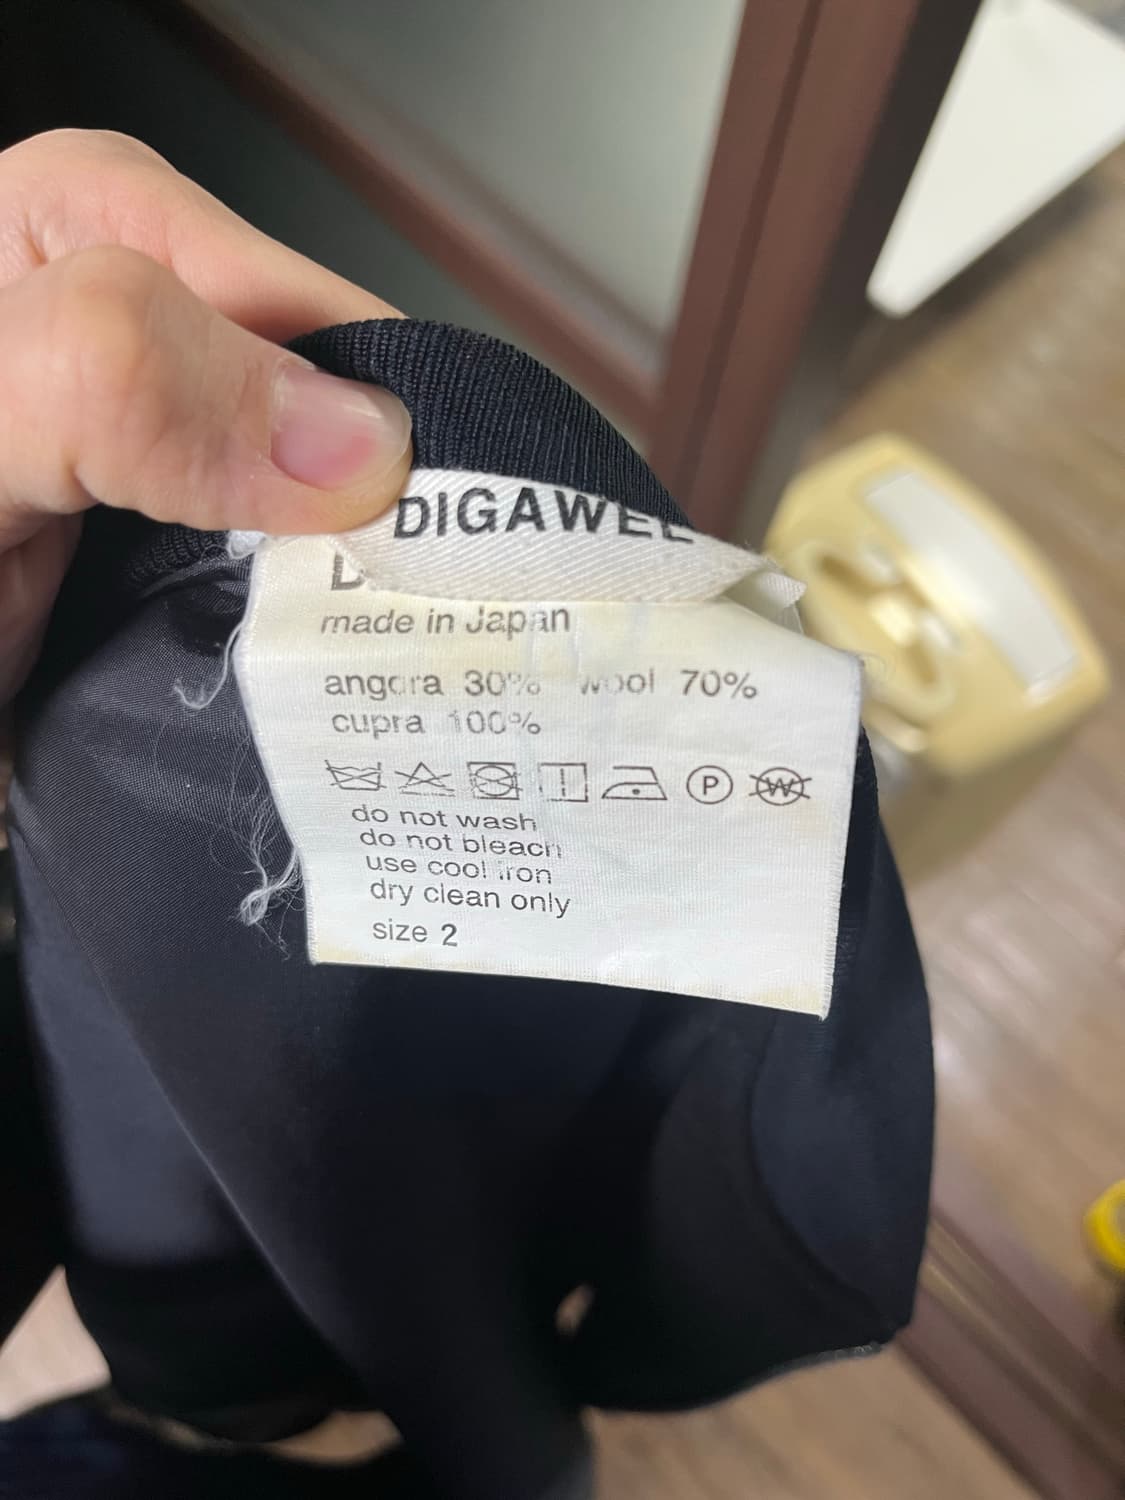 DIGAWEL
made in Japan
angora 30% wool 70%
cupra 100%
P W
do not wash
do not bleach
use cool iron
dry clean only
size 2